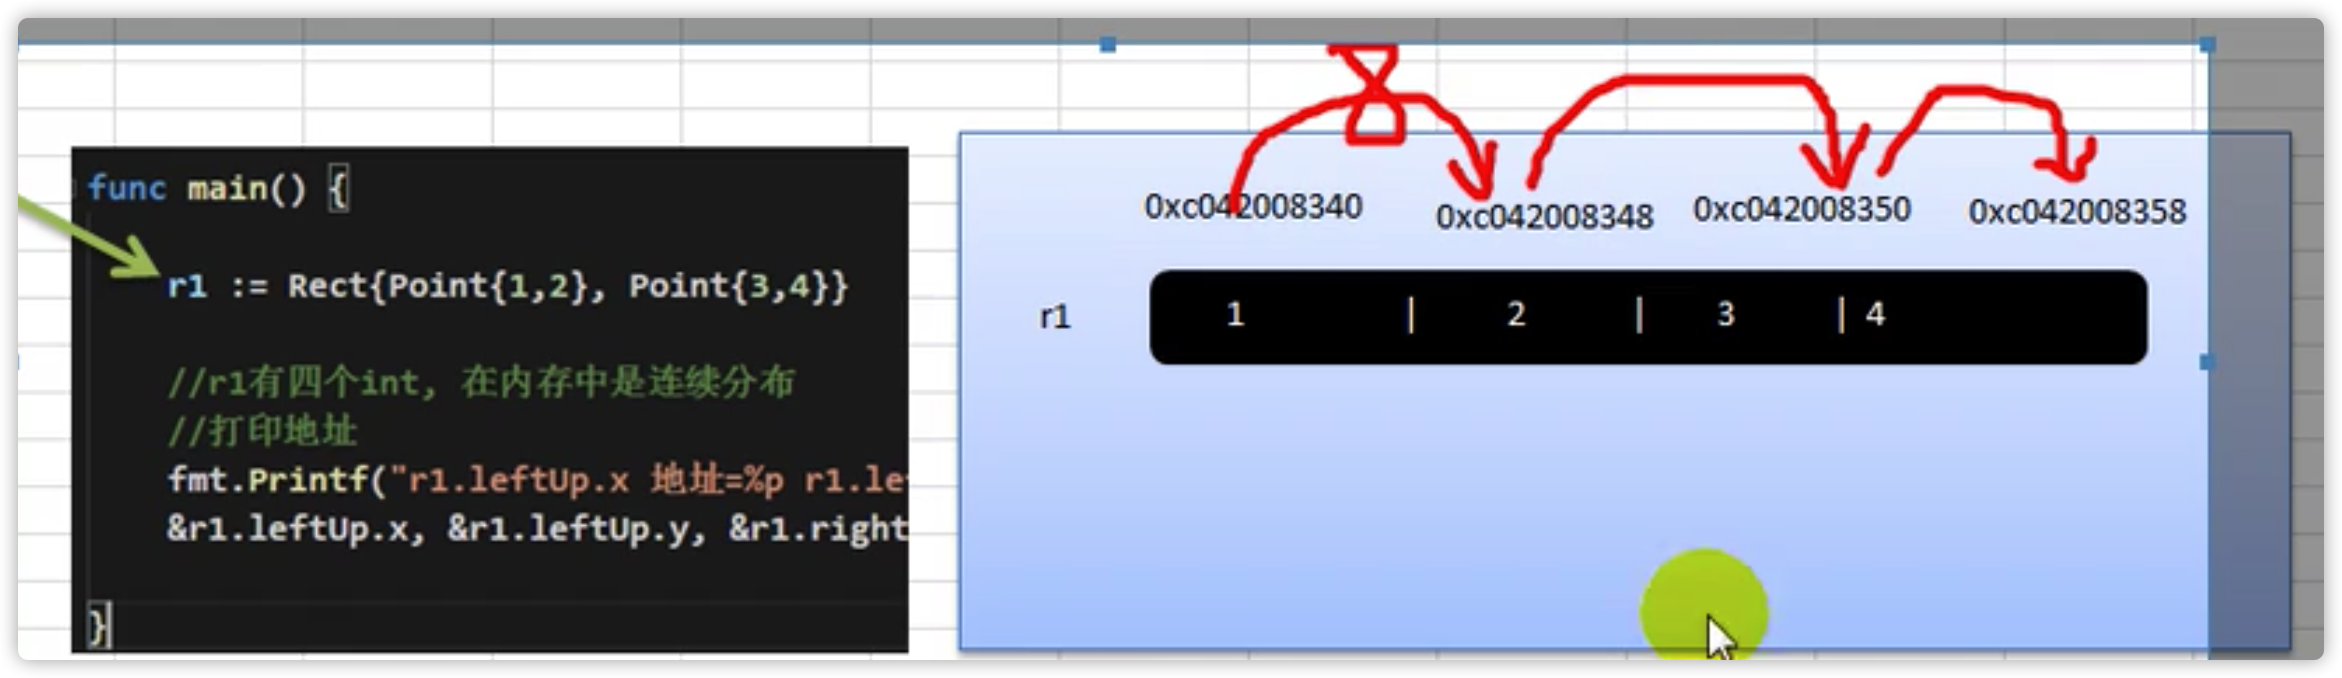 func main() {
r1 := Rect{Point{1,2}, Point{3,4}}
//r1有四个int, 在内存中是连续分布
//打印地址
fmt.Printf("r1.leftUp.x 地址=%p r1.le
&r1.leftUp.x, &r1.leftUp.y, &r1.right
}
0xc042008340 0xc042008348 0xc042008350 0xc042008358
r1 1 | 2 | 3 | 4
8